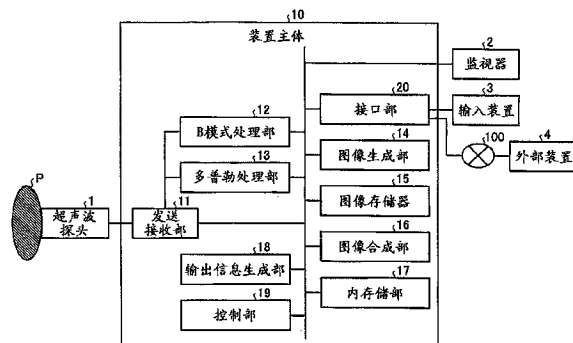 10
装置主体
2
监视器
20
接口部
3
输入装置
12
B模式处理部
14
图像生成部
100
4
外部装置
13
多普勒处理部
P
1
超声波
探头
11
发送
接收部
15
图像存储器
16
图像合成部
18
输出信息生成部
17
内存储部
19
控制部